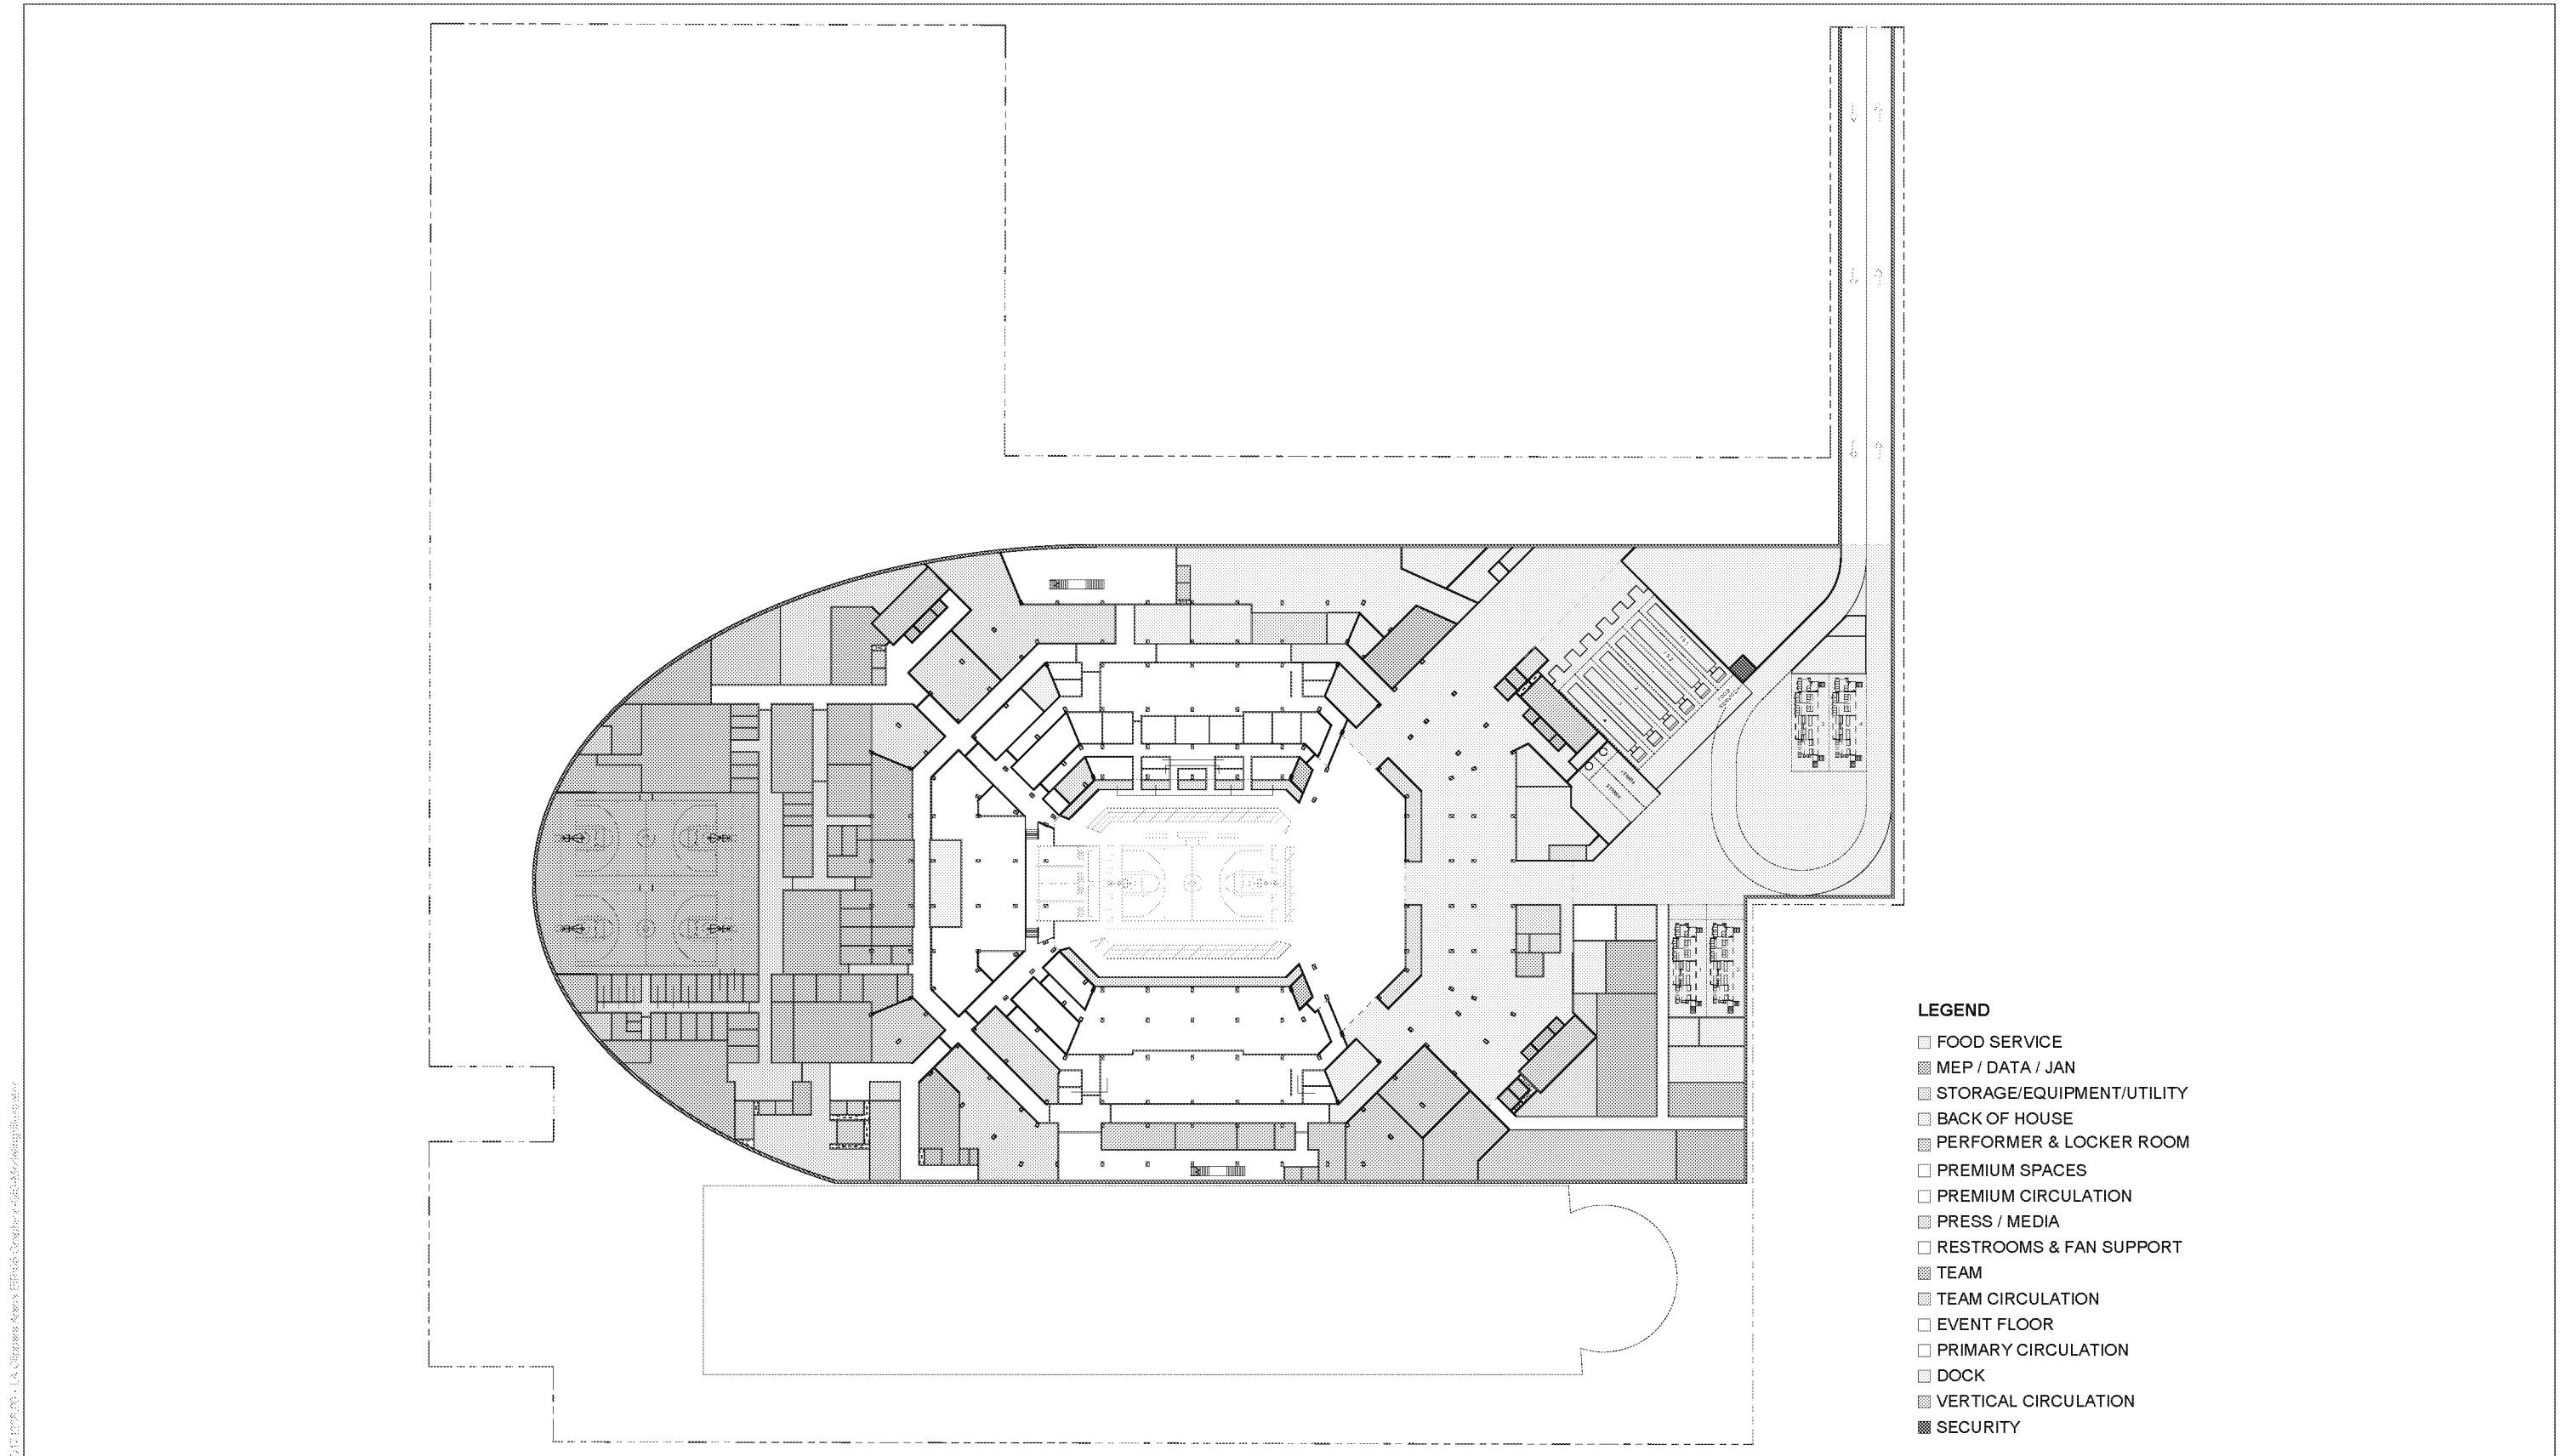 LEGEND
FOOD SERVICE
MEP / DATA / JAN
STORAGE/EQUIPMENT/UTILITY
BACK OF HOUSE
PERFORMER & LOCKER ROOM
PREMIUM SPACES
PREMIUM CIRCULATION
PRESS / MEDIA
RESTROOMS & FAN SUPPORT
TEAM
TEAM CIRCULATION
EVENT FLOOR
PRIMARY CIRCULATION
DOCK
VERTICAL CIRCULATION
SECURITY